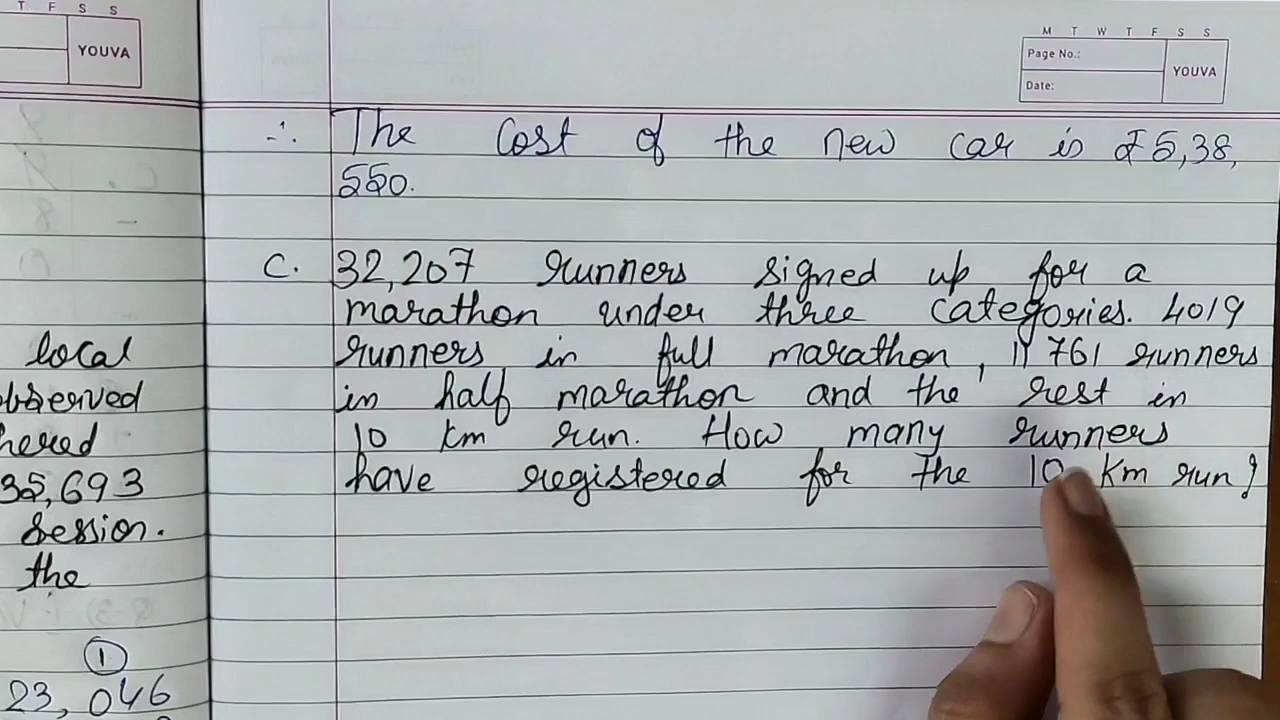 T F S S
YOUVA
local
observed
35,693
session.
the
1
23,046
M T W T F S S
Page No.:
YOUVA
Date:
∴ The Cost of the new car is ₹5,38,
550.
C. 32,207 runners signed up for a
marathon under three categories. 4019
runners in full marathon, 11,761 runners
in half marathon and the rest in
10 km run. How many runners
have registered for the 10 km run?